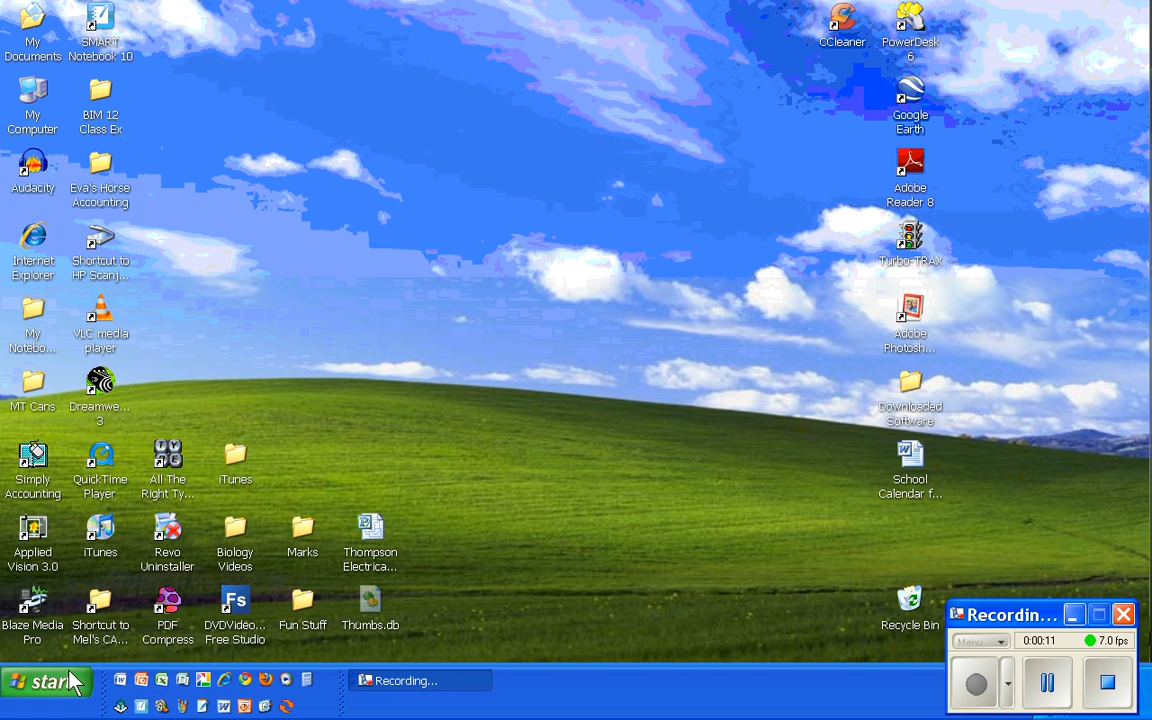 My
Documents
SMART
Notebook 10
CCleaner
PowerDesk
6
My
Computer
BIM 12
Class Ex
Google
Earth
Audacity
Eva's Horse
Accounting
Adobe
Reader 8
Internet
Explorer
Shortcut to
HP Scanj...
Turbo-TRAX
My
Notebo...
VLC media
player
Adobe
Photosh...
MT Cans
Dreamwe...
3
Downloaded
Software
Simply
Accounting
QuickTime
Player
TYPE
All The
Right Ty...
iTunes
School
Calendar f...
Applied
Vision 3.0
iTunes
Revo
Uninstaller
Biology
Videos
Marks
Thompson
Electrica...
Blaze Media
Pro
Shortcut to
Mel's CA...
PDF
Compress
Fs
DVDVideo...
Free Studio
Fun Stuff
Thumbs.db
Recycle Bin
Recordin...
Menu
0:00:11
7.0 fps
start
Recording...